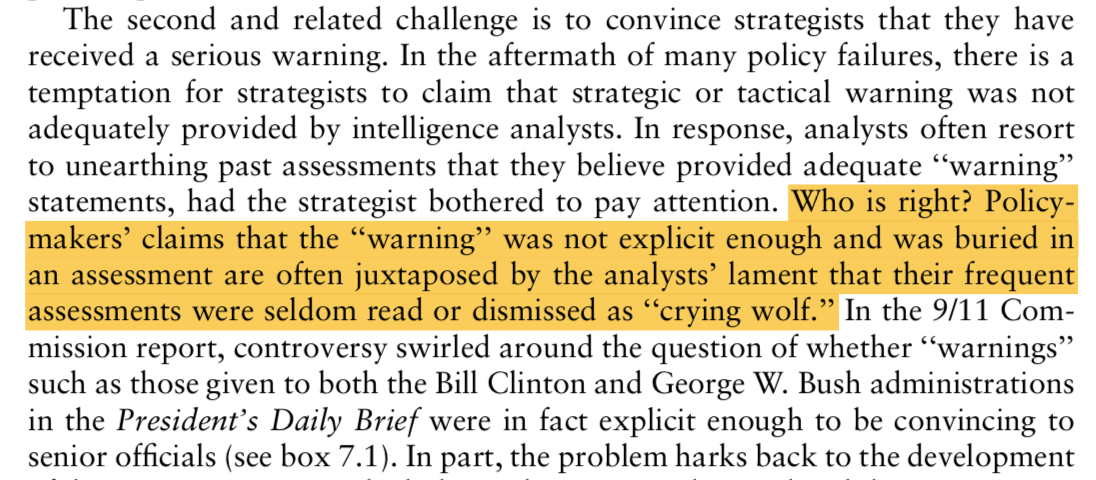 The second and related challenge is to convince strategists that they have
received a serious warning. In the aftermath of many policy failures, there is a
temptation for strategists to claim that strategic or tactical warning was not
adequately provided by intelligence analysts. In response, analysts often resort
to unearthing past assessments that they believe provided adequate “warning”
statements, had the strategist bothered to pay attention. Who is right? Policy-
makers’ claims that the “warning” was not explicit enough and was buried in
an assessment are often juxtaposed by the analysts’ lament that their frequent
assessments were seldom read or dismissed as “crying wolf.” In the 9/11 Com-
mission report, controversy swirled around the question of whether “warnings”
such as those given to both the Bill Clinton and George W. Bush administrations
in the President’s Daily Brief were in fact explicit enough to be convincing to
senior officials (see box 7.1). In part, the problem harks back to the development